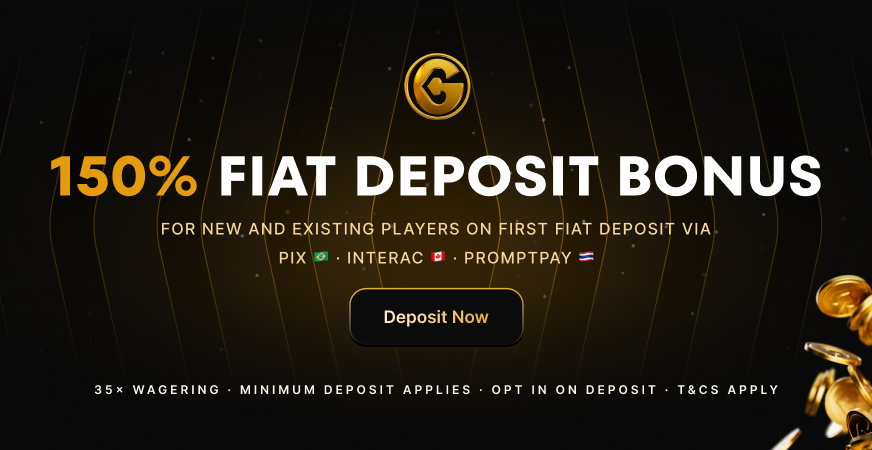 150% FIAT DEPOSIT BONUS
FOR NEW AND EXISTING PLAYERS ON FIRST FIAT DEPOSIT VIA
PIX 🇧🇷 · INTERAC 🇨🇦 · PROMPTPAY 🇹🇭
Deposit Now
35× WAGERING · MINIMUM DEPOSIT APPLIES · OPT IN ON DEPOSIT · T&CS APPLY